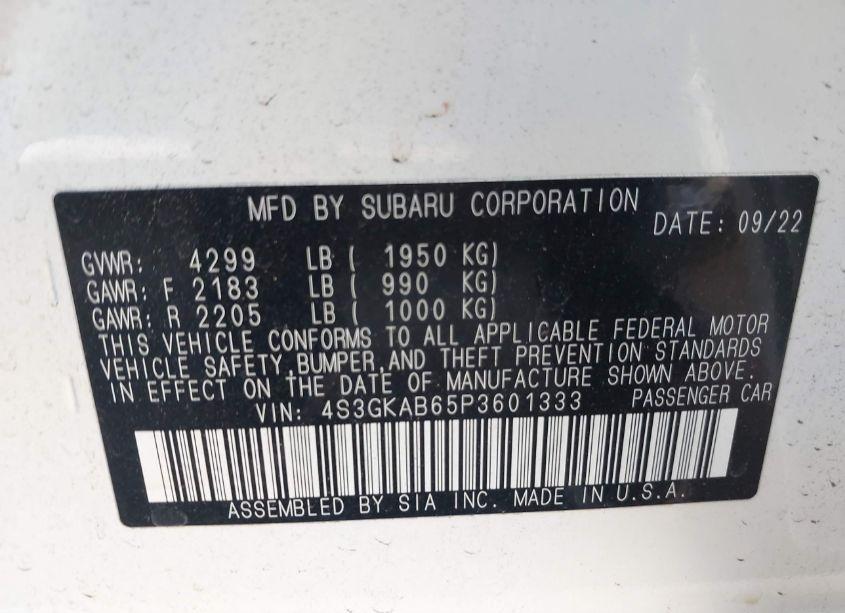 MFD BY SUBARU CORPORATION
DATE: 09/22
GVWR: 4299 LB ( 1950 KG)
GAWR: F 2183 LB ( 990 KG)
GAWR: R 2205 LB ( 1000 KG)
THIS VEHICLE CONFORMS TO ALL APPLICABLE FEDERAL MOTOR
VEHICLE SAFETY,BUMPER,AND THEFT PREVENTION STANDARDS
IN EFFECT ON THE DATE OF MANUFACTURE SHOWN ABOVE.
VIN: 4S3GKAB65P3601333 PASSENGER CAR
ASSEMBLED BY SIA INC. MADE IN U.S.A.